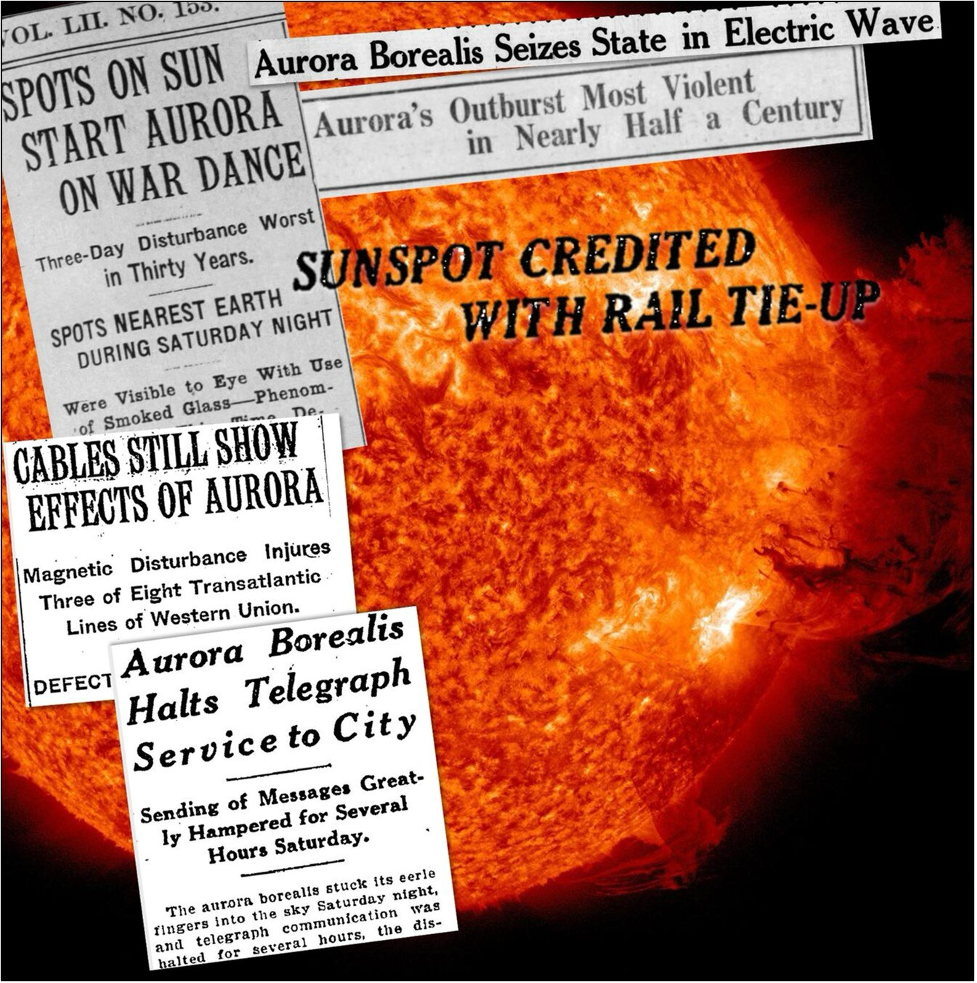 VOL. LII. NO. 155.
SPOTS ON SUN
START AURORA
ON WAR DANCE
Three-Day Disturbance Worst
in Thirty Years.
SPOTS NEAREST EARTH
DURING SATURDAY NIGHT
Were Visible to Eye With Use
of Smoked Glass—Phenom-
Time De-
Aurora Borealis Seizes State in Electric Wave
Aurora's Outburst Most Violent
in Nearly Half a Century
SUNSPOT CREDITED
WITH RAIL TIE-UP
CABLES STILL SHOW
EFFECTS OF AURORA
Magnetic Disturbance Injures
Three of Eight Transatlantic
Lines of Western Union.
DEFECT
Aurora Borealis
Halts Telegraph
Service to City
Sending of Messages Great-
ly Hampered for Several
Hours Saturday.
The aurora borealis stuck its eerie
fingers into the sky Saturday night,
and telegraph communication was
halted for several hours, the dis-